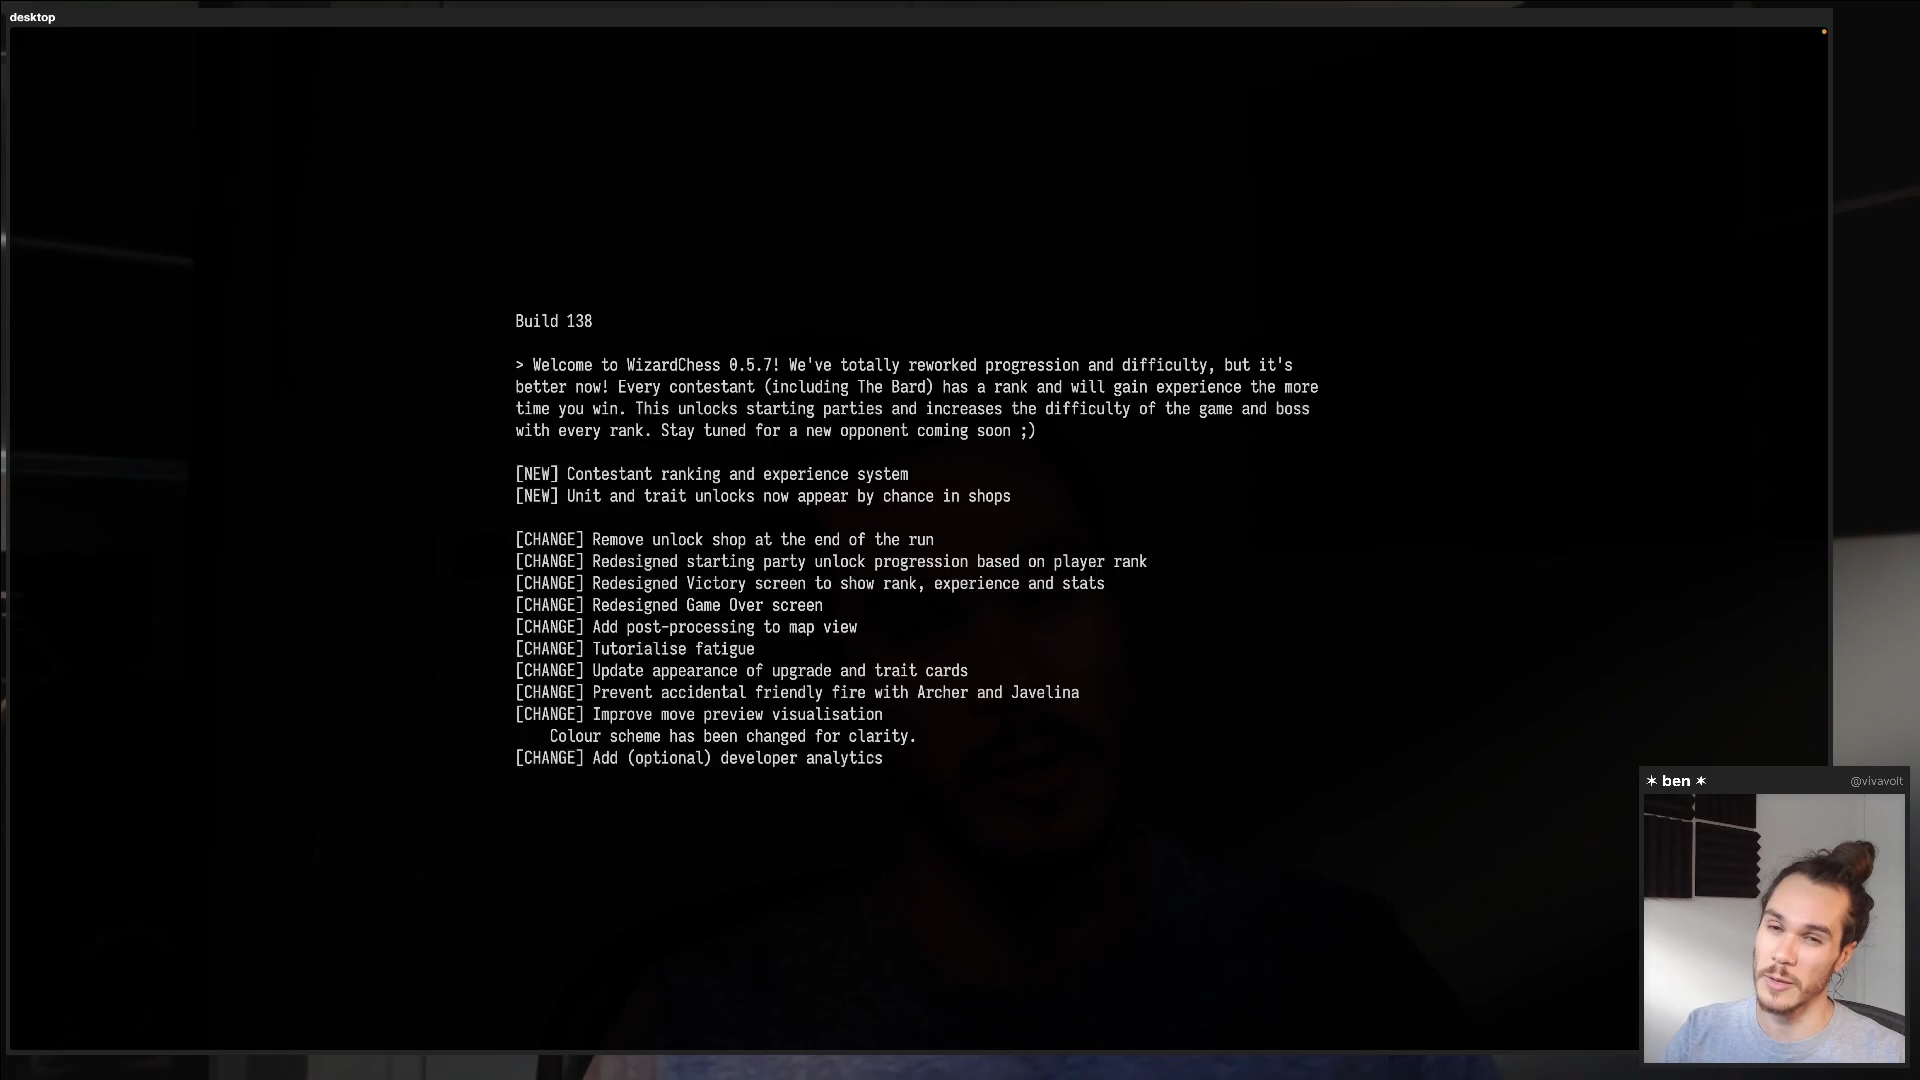 desktop
Build 138
> Welcome to WizardChess 0.5.7! We've totally reworked progression and difficulty, but it's
better now! Every contestant (including The Bard) has a rank and will gain experience the more
time you win. This unlocks starting parties and increases the difficulty of the game and boss
with every rank. Stay tuned for a new opponent coming soon ;)
[NEW] Contestant ranking and experience system
[NEW] Unit and trait unlocks now appear by chance in shops
[CHANGE] Remove unlock shop at the end of the run
[CHANGE] Redesigned starting party unlock progression based on player rank
[CHANGE] Redesigned Victory screen to show rank, experience and stats
[CHANGE] Redesigned Game Over screen
[CHANGE] Add post-processing to map view
[CHANGE] Tutorialise fatigue
[CHANGE] Update appearance of upgrade and trait cards
[CHANGE] Prevent accidental friendly fire with Archer and Javelina
[CHANGE] Improve move preview visualisation
Colour scheme has been changed for clarity.
[CHANGE] Add (optional) developer analytics
✶ ben ✶
@vivavolt